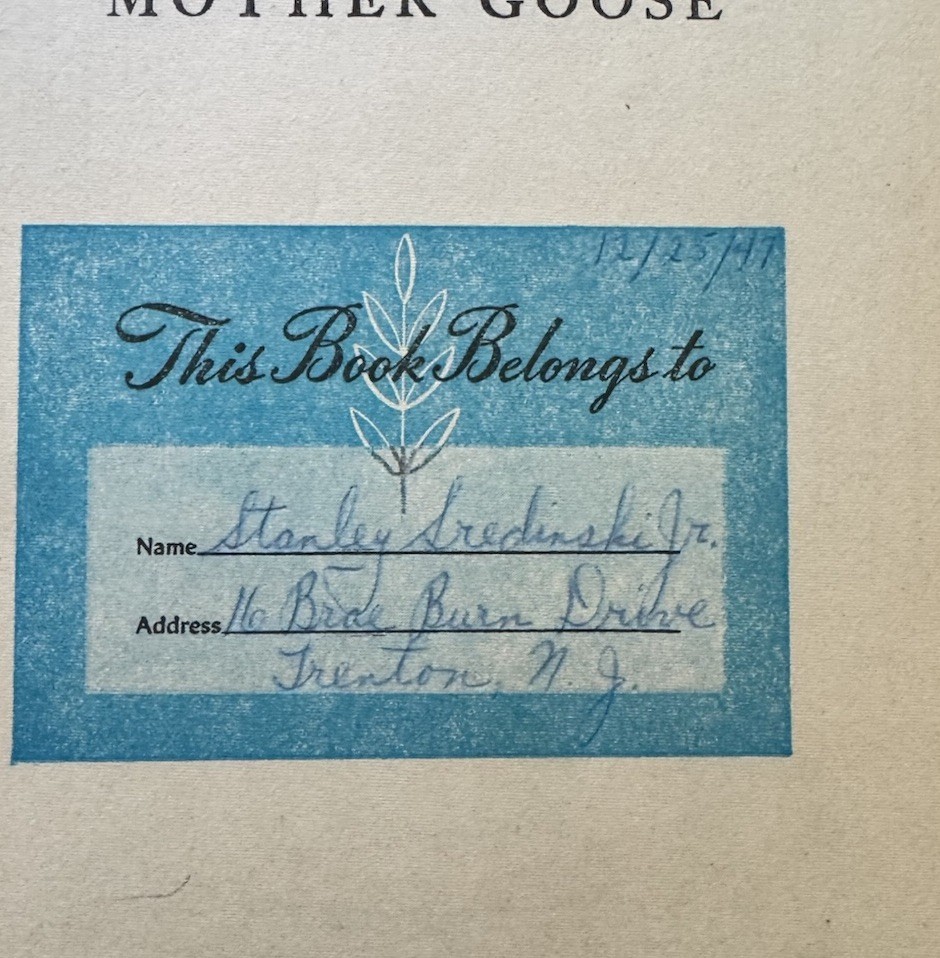 MOTHER GOOSE
12/25/47
This Book Belongs to
Name Stanley Sredinski Jr.
Address 16 Brae Burn Drive
Trenton, N. J.